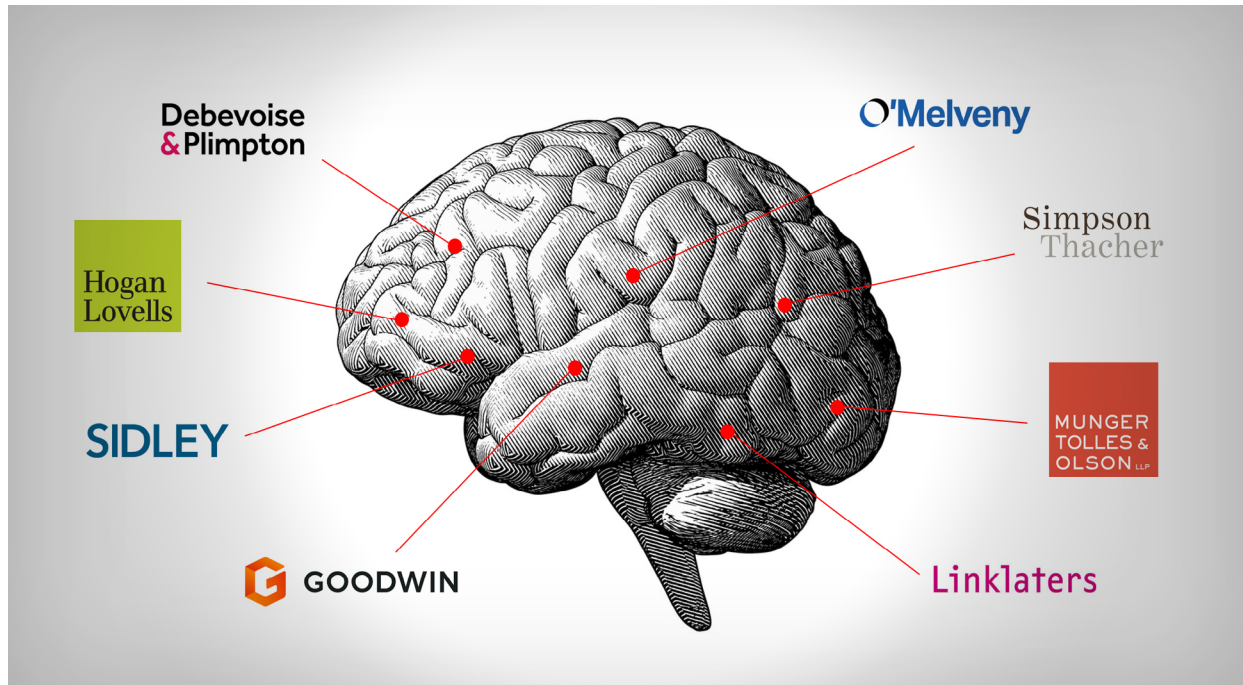 Debevoise
&Plimpton
O'Melveny
Simpson
Thacher
Hogan
Lovells
MUNGER
TOLLES &
OLSON LLP
SIDLEY
GOODWIN
Linklaters